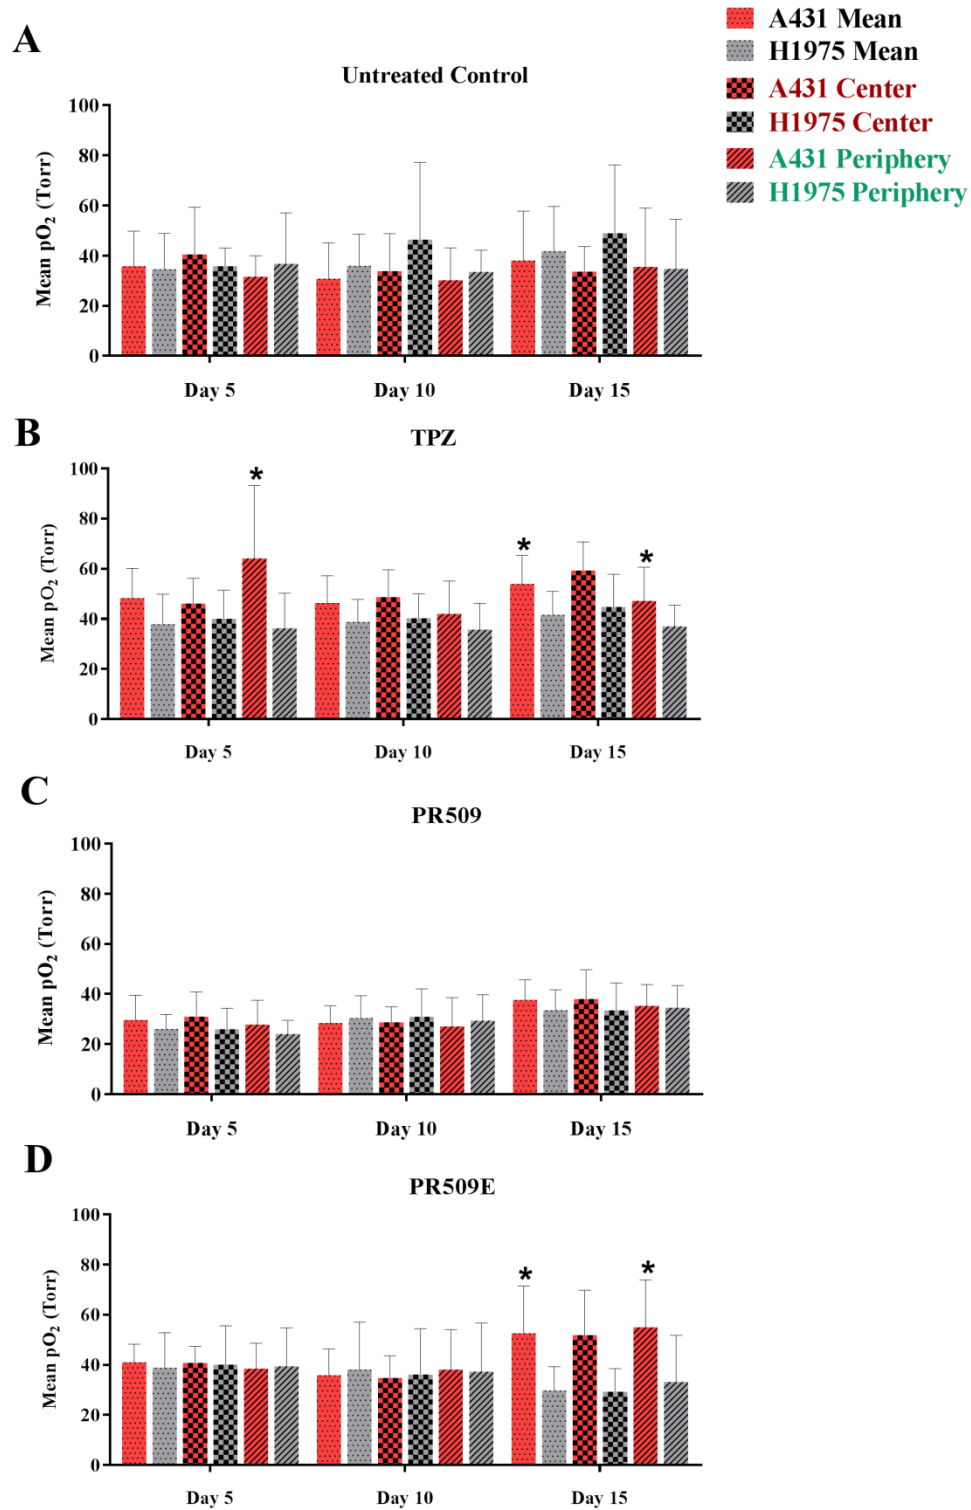 A431 Mean
H1975 Mean
A431 Center
H1975 Center
A431 Periphery
H1975 Periphery
A
Untreated Control
Mean pO2 (Torr)
100
80
60
40
20
0
Day 5 Day 10 Day 15
B
TPZ
Mean pO2 (Torr)
100
80
60
40
20
0
*
*
*
Day 5 Day 10 Day 15
C
PR509
Mean pO2 (Torr)
100
80
60
40
20
0
Day 5 Day 10 Day 15
D
PR509E
Mean pO2 (Torr)
100
80
60
40
20
0
*
*
Day 5 Day 10 Day 15